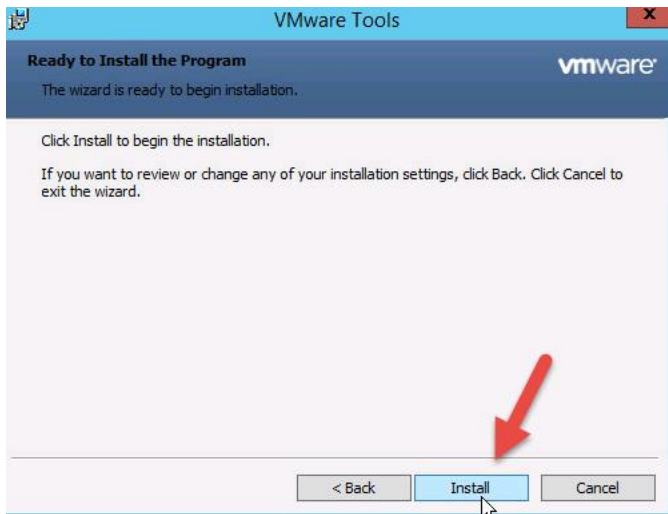 VMware Tools
x
Ready to Install the Program
vmware
The wizard is ready to begin installation.
Click Install to begin the installation.
If you want to review or change any of your installation settings, click Back. Click Cancel to
exit the wizard.
< Back Install Cancel